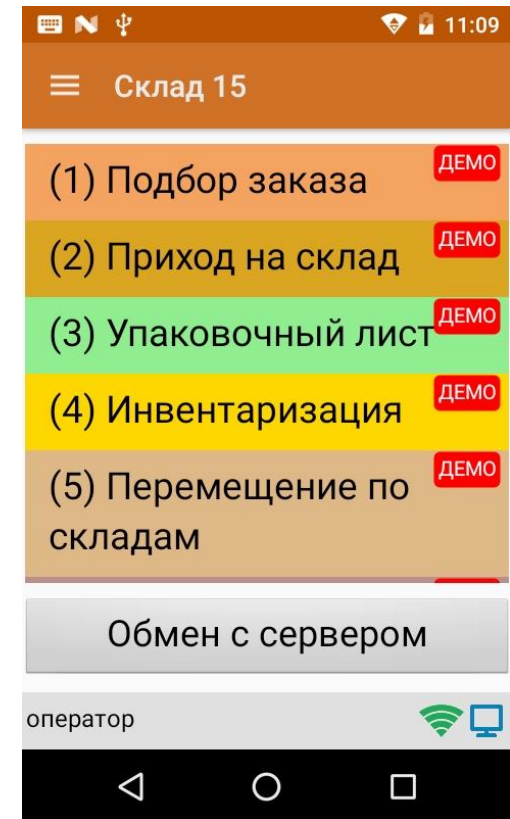 11:09
Склад 15
(1) Подбор заказа
ДЕМО
(2) Приход на склад
ДЕМО
(3) Упаковочный лист
ДЕМО
(4) Инвентаризация
ДЕМО
(5) Перемещение по
складам
ДЕМО
Обмен с сервером
оператор